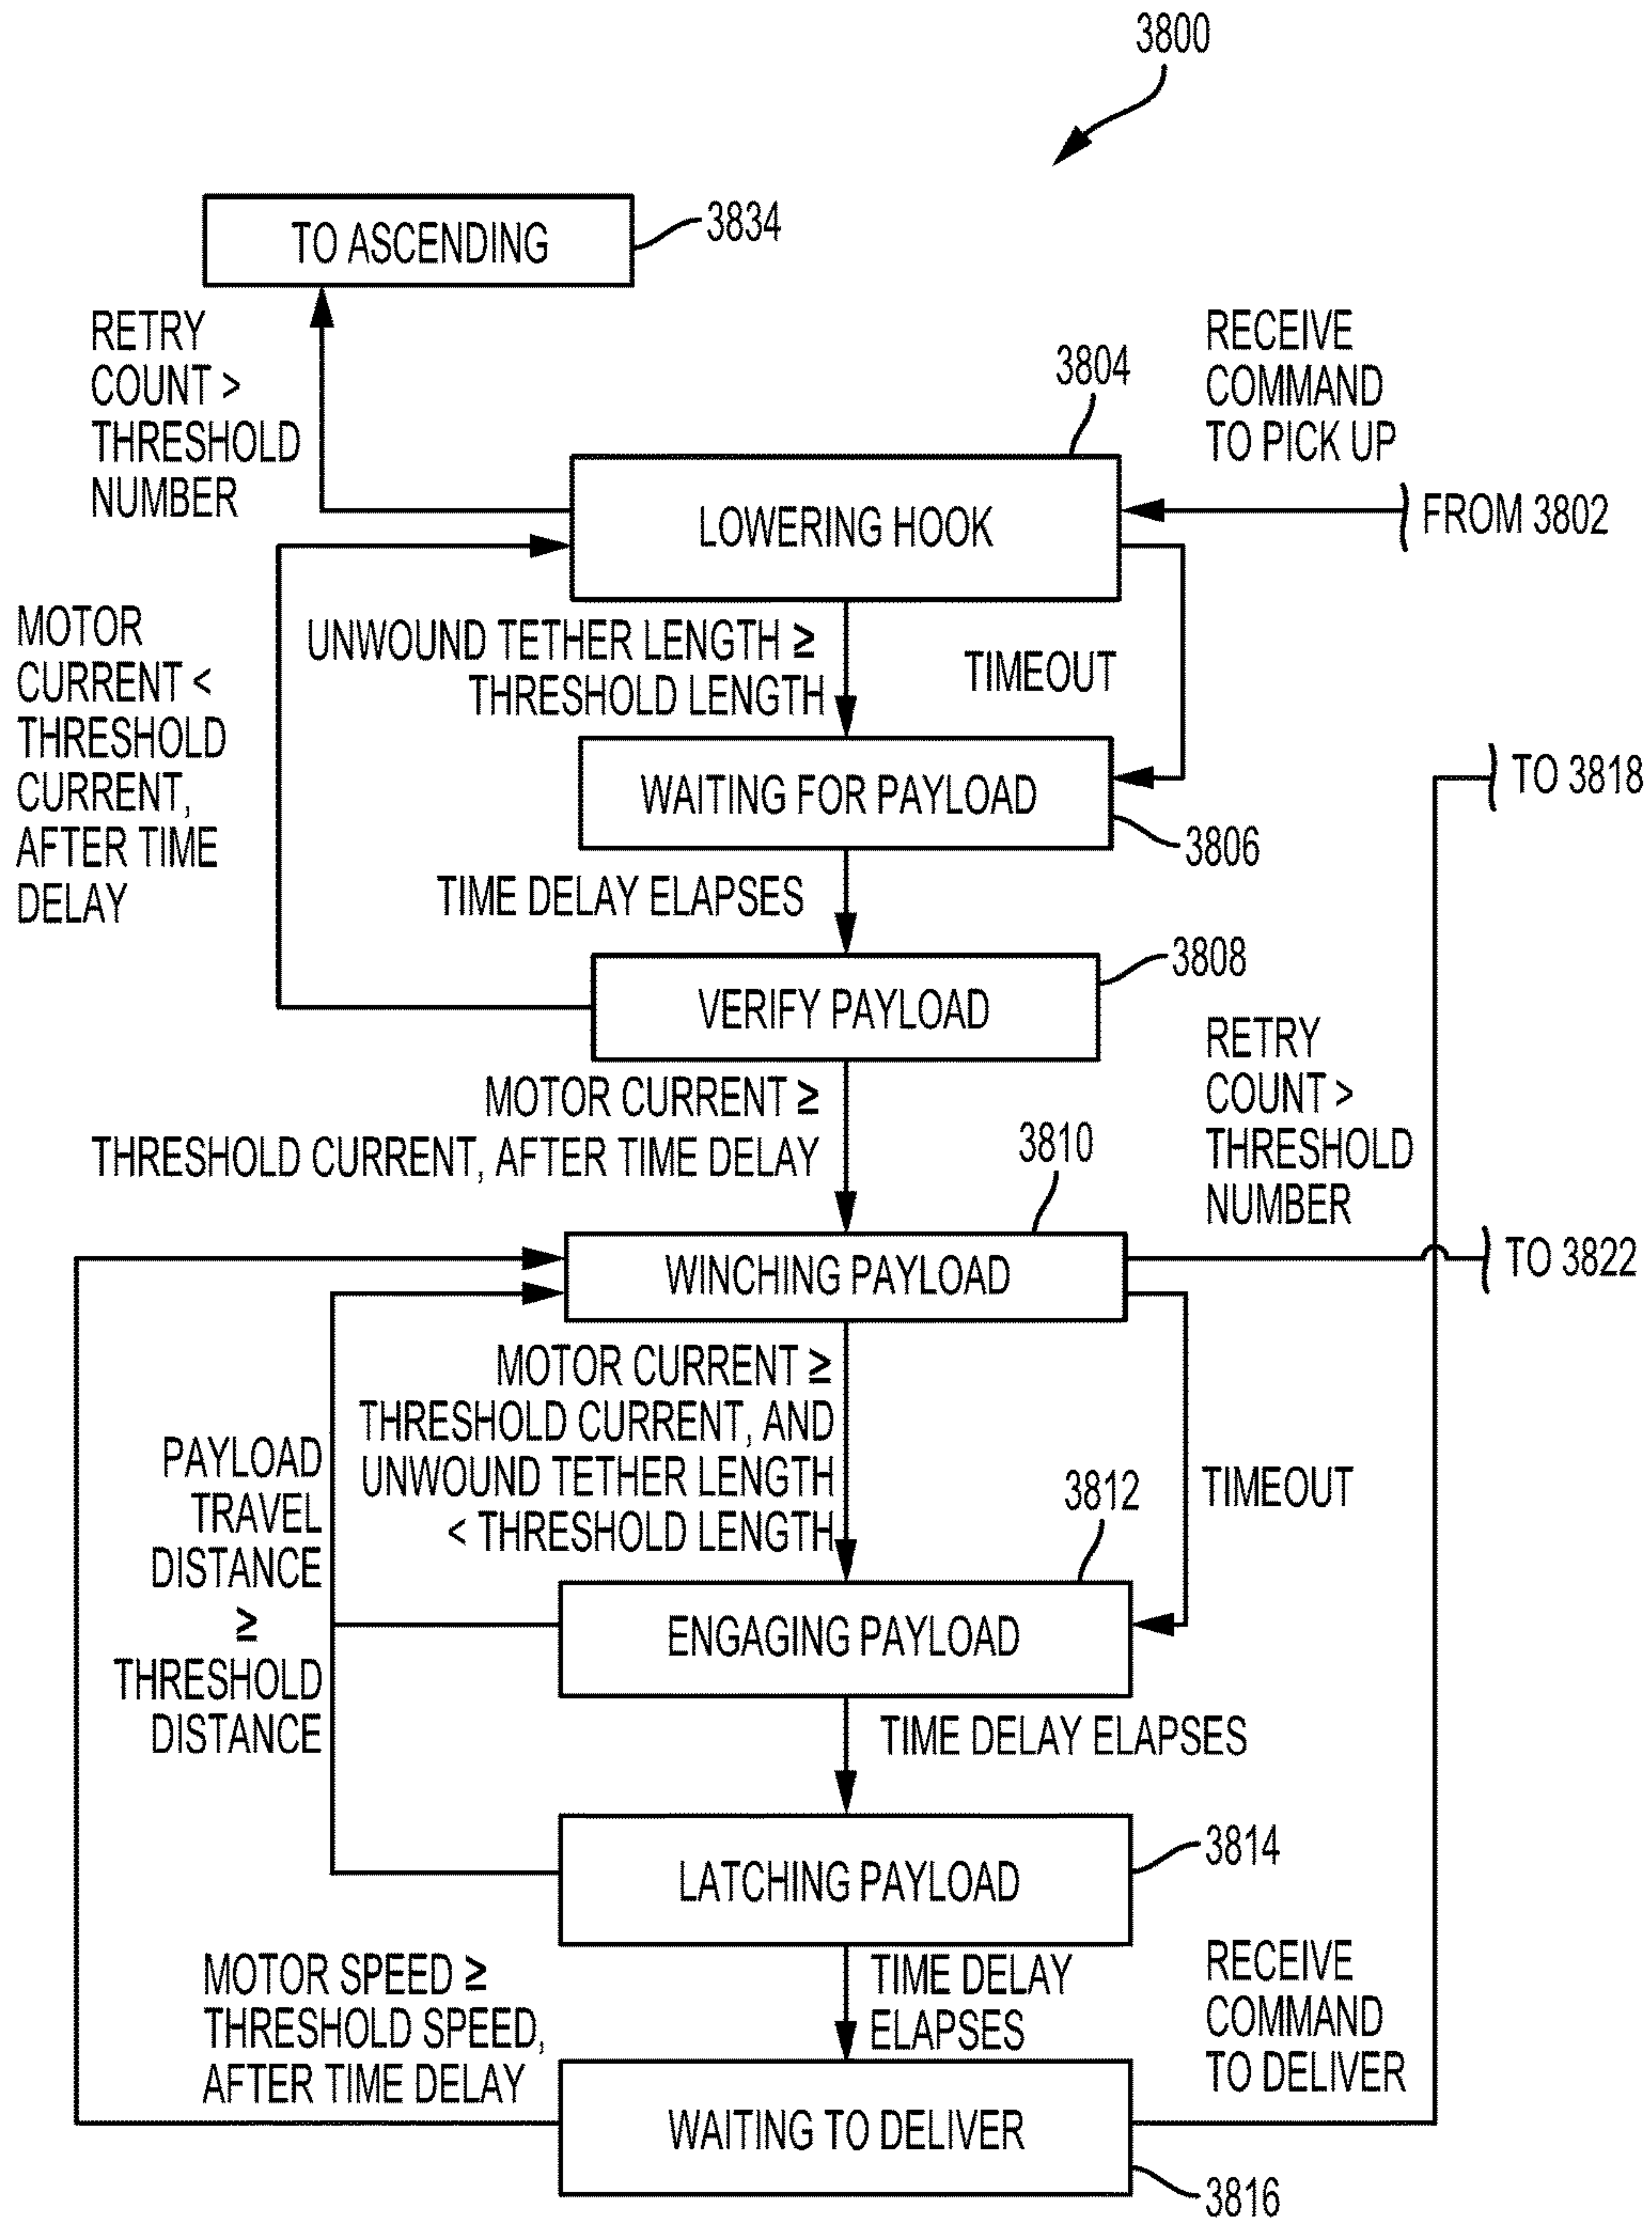 3800
TO ASCENDING
3834
RETRY
COUNT >
THRESHOLD
NUMBER
3804
RECEIVE
COMMAND
TO PICK UP
LOWERING HOOK
FROM 3802
MOTOR
CURRENT <
THRESHOLD
CURRENT,
AFTER TIME
DELAY
UNWOUND TETHER LENGTH ≥
THRESHOLD LENGTH
TIMEOUT
WAITING FOR PAYLOAD
3806
TO 3818
TIME DELAY ELAPSES
3808
VERIFY PAYLOAD
MOTOR CURRENT ≥
THRESHOLD CURRENT, AFTER TIME DELAY
RETRY
COUNT >
THRESHOLD
NUMBER
3810
WINCHING PAYLOAD
TO 3822
MOTOR CURRENT ≥
THRESHOLD CURRENT, AND
UNWOUND TETHER LENGTH
< THRESHOLD LENGTH
PAYLOAD
TRAVEL
DISTANCE
≥
THRESHOLD
DISTANCE
3812
TIMEOUT
ENGAGING PAYLOAD
TIME DELAY ELAPSES
LATCHING PAYLOAD
3814
MOTOR SPEED ≥
THRESHOLD SPEED,
AFTER TIME DELAY
TIME DELAY
ELAPSES
RECEIVE
COMMAND
TO DELIVER
WAITING TO DELIVER
3816